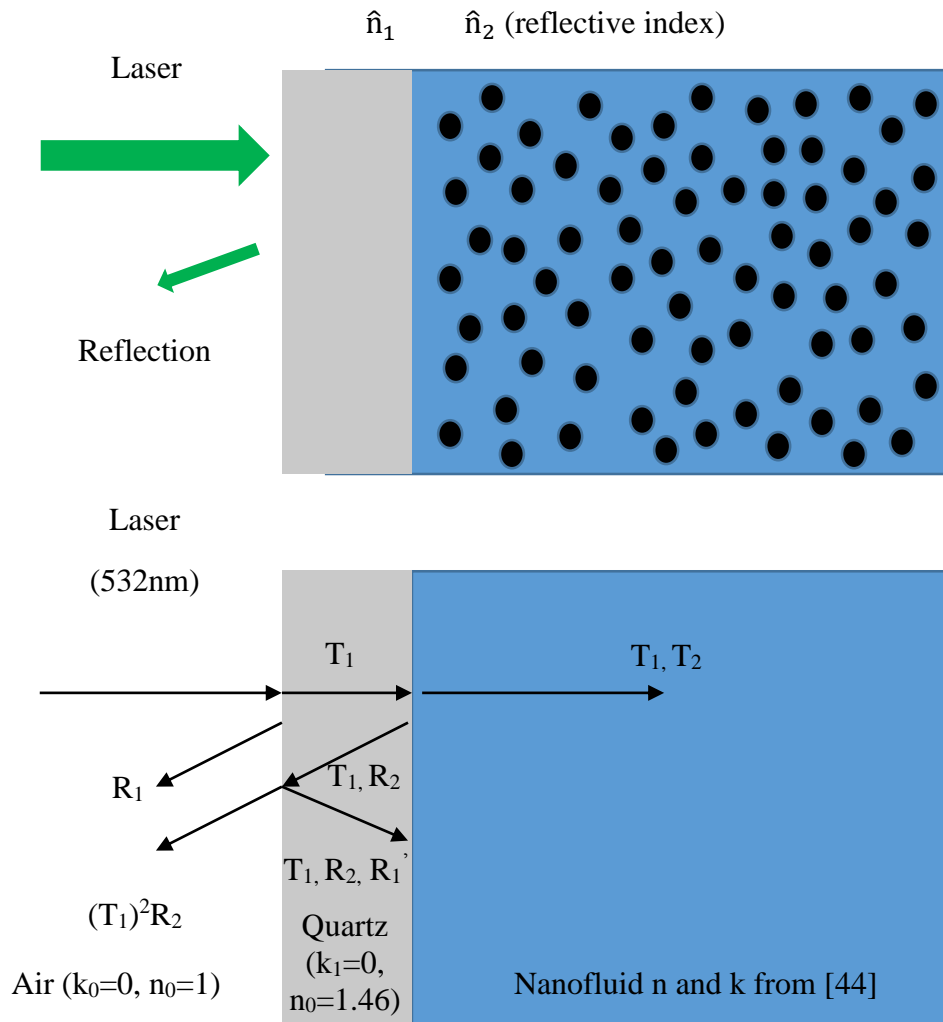 n̂₁ n̂₂ (reflective index)
Laser
Reflection
Laser
(532nm)
T₁
T₁, T₂
R₁
T₁, R₂
T₁, R₂, R₁’
(T₁)²R₂
Quartz
(k₁=0,
n₀=1.46)
Air (k₀=0, n₀=1)
Nanofluid n and k from [44]